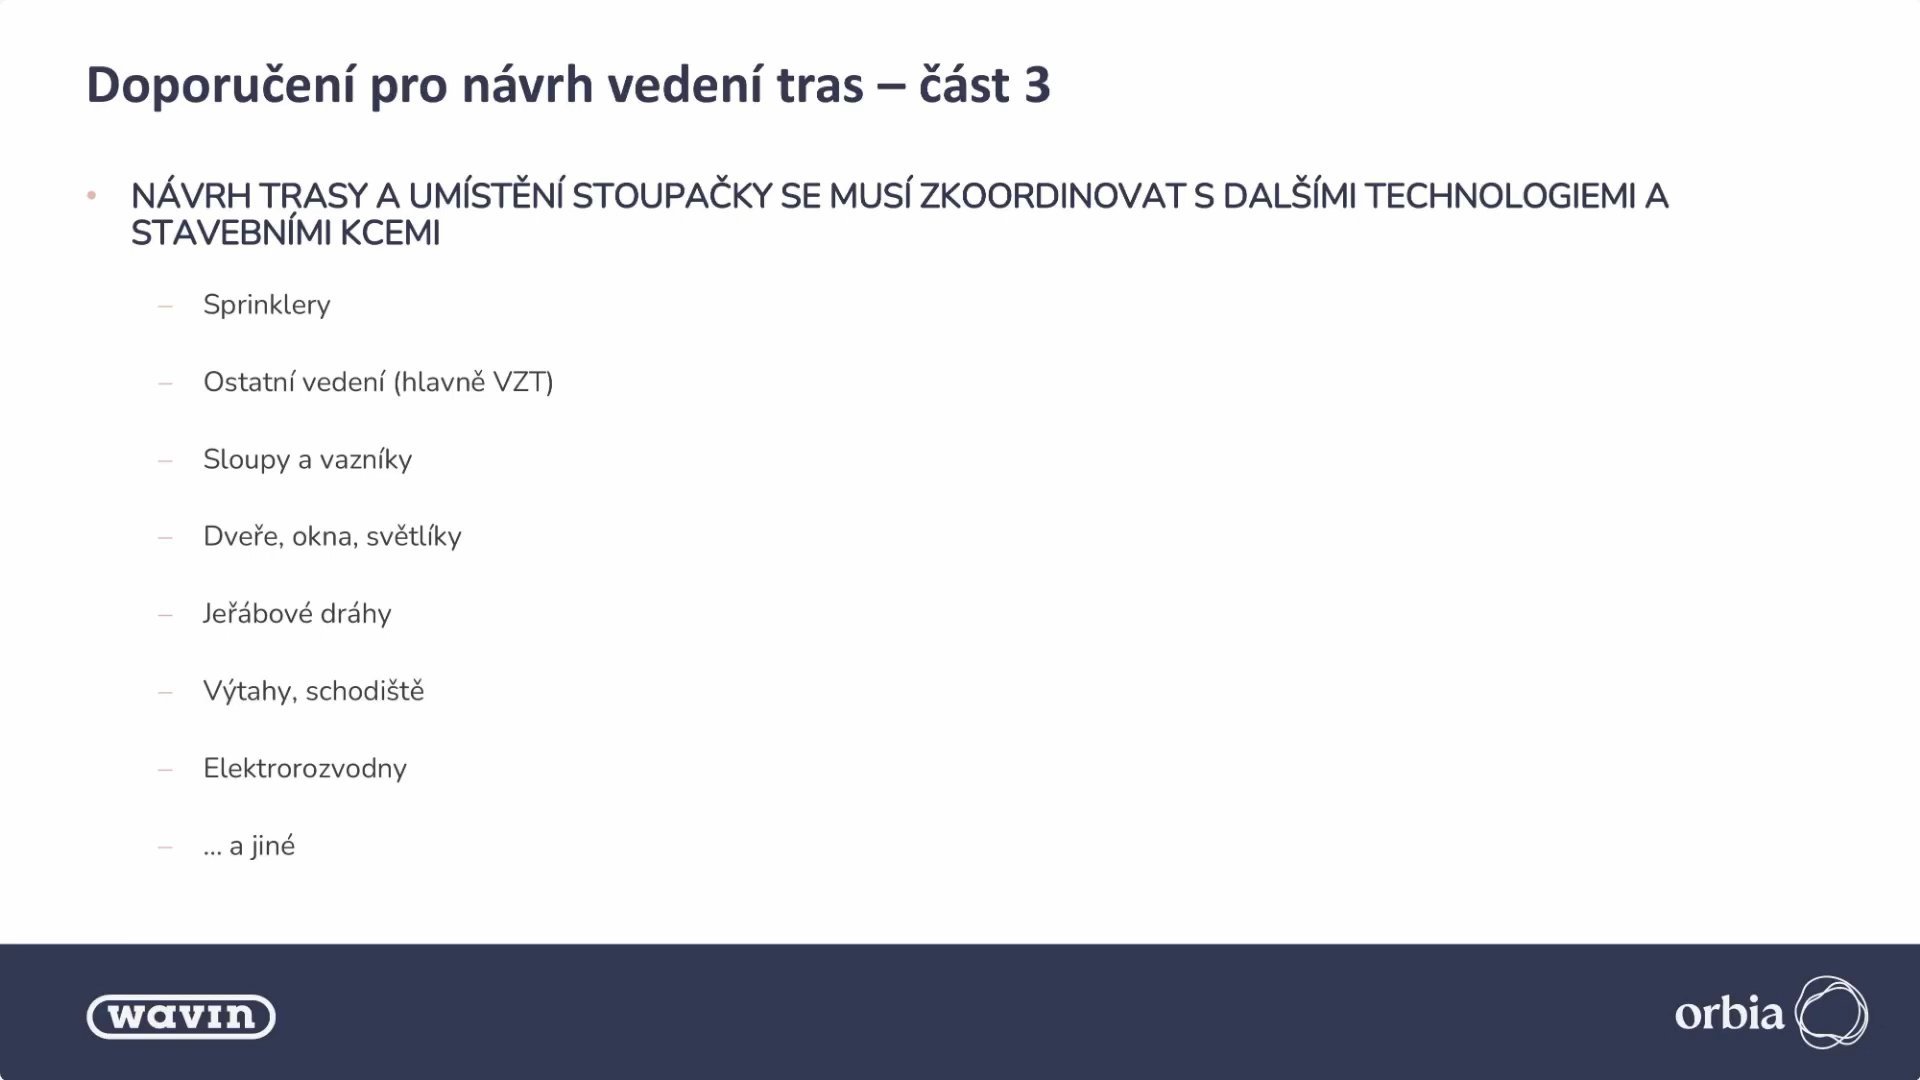 Doporučení pro návrh vedení tras – část 3
• NÁVRH TRASY A UMÍSTĚNÍ STOUPAČKY SE MUSÍ ZKOORDINOVAT S DALŠÍMI TECHNOLOGIEMI A
STAVEBNÍMI KCEMI
– Sprinklery
– Ostatní vedení (hlavně VZT)
– Sloupy a vazníky
– Dveře, okna, světlíky
– Jeřábové dráhy
– Výtahy, schodiště
– Elektrorozvodny
– ... a jiné
wavin
orbia